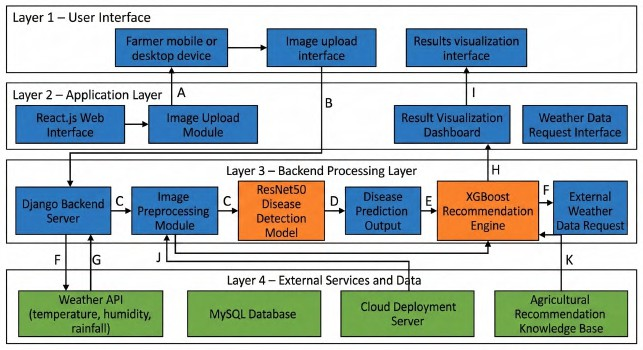 Layer 1 – User Interface
Farmer mobile or
desktop device
Image upload
interface
Results visualization
interface
A
B
I
Layer 2 – Application Layer
React.js Web
Interface
Image Upload
Module
Result Visualization
Dashboard
Weather Data
Request Interface
H
Layer 3 – Backend Processing Layer
Django Backend
Server
C
Image
Preprocessing
Module
C
ResNet50
Disease
Detection
Model
D
Disease
Prediction
Output
E
XGBoost
Recommendation
Engine
F
External
Weather
Data Request
F
G
J
K
Layer 4 – External Services and Data
Weather API
(temperature, humidity,
rainfall)
MySQL Database
Cloud Deployment
Server
Agricultural
Recommendation
Knowledge Base